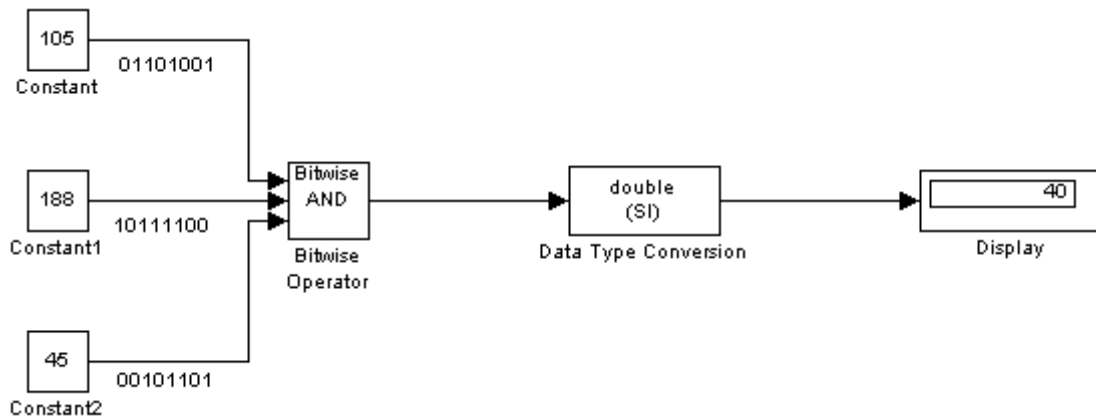 105
01101001
Constant
188
10111100
Constant1
Bitwise
AND
Bitwise
Operator
double
(SI)
Data Type Conversion
40
Display
45
00101101
Constant2